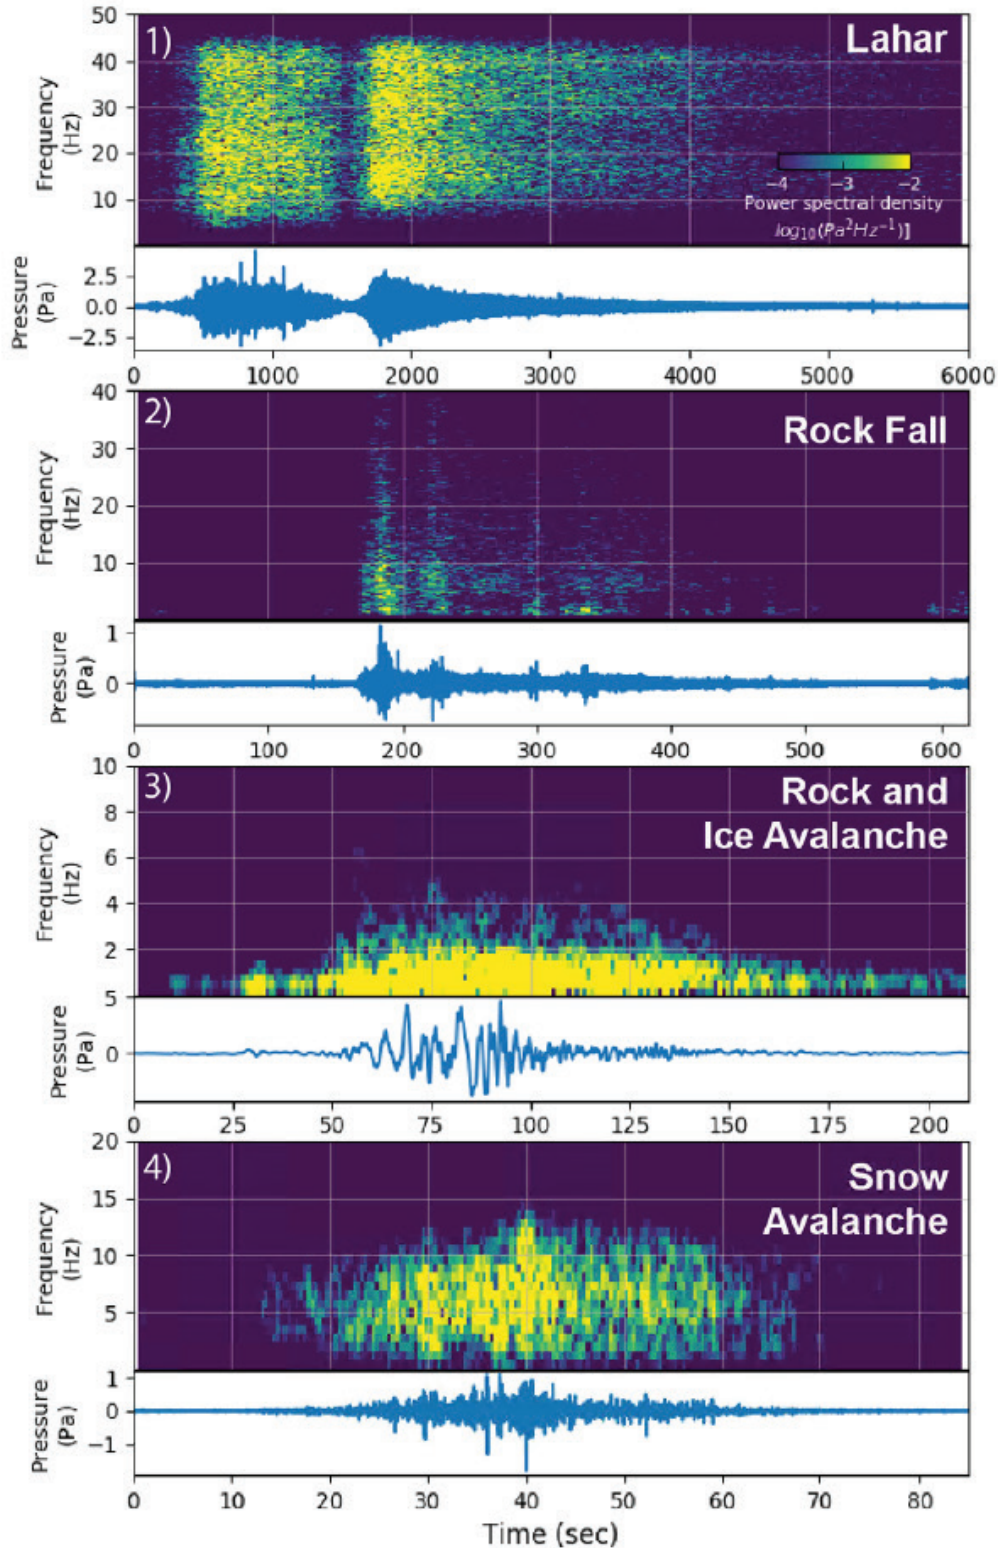 50
1)
Lahar
40
30
20
10
Frequency
(Hz)
−4 −3 −2
Power spectral density
log10(Pa²Hz⁻¹)]
2.5
0.0
−2.5
Pressure
(Pa)
0 1000 2000 3000 4000 5000 6000
40
2)
Rock Fall
30
20
10
Frequency
(Hz)
1
0
Pressure
(Pa)
0 100 200 300 400 500 600
10
3)
Rock and
Ice Avalanche
8
6
4
2
Frequency
(Hz)
5
0
Pressure
(Pa)
0 25 50 75 100 125 150 175 200
20
4)
Snow
Avalanche
15
10
5
Frequency
(Hz)
1
0
−1
Pressure
(Pa)
0 10 20 30 40 50 60 70 80
Time (sec)